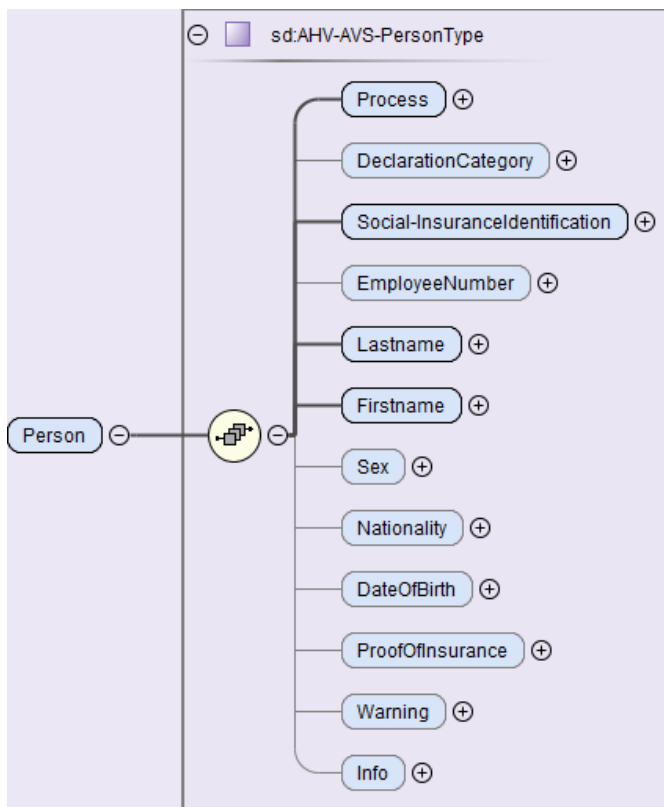 sd:AHV-AVS-PersonType
Process
DeclarationCategory
Social-InsuranceIdentification
EmployeeNumber
Lastname
Firstname
Person
Sex
Nationality
DateOfBirth
ProofOfInsurance
Warning
Info